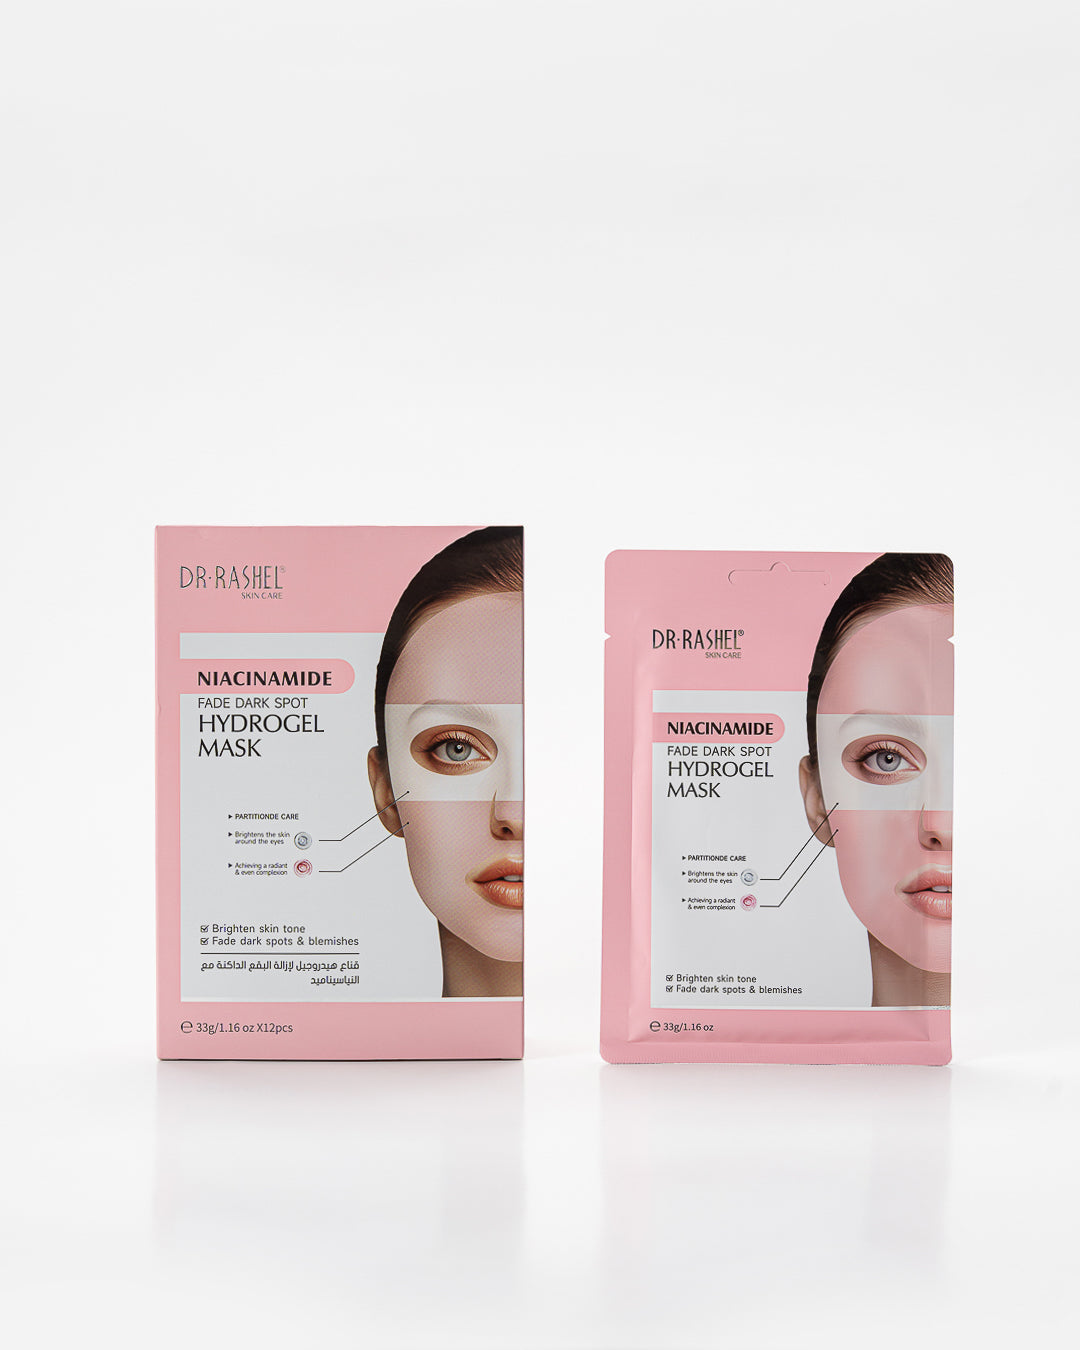 DR·RASHEL®
SKIN CARE
NIACINAMIDE
FADE DARK SPOT
HYDROGEL
MASK
PARTITIONDE CARE
Brightens the skin
around the eyes
Achieving a radiant
& even complexion
Brighten skin tone
Fade dark spots & blemishes
قناع هيدروجيل لإزالة البقع الداكنة مع
النياسيناميد
℮ 33g/1.16 oz X12pcs
DR·RASHEL®
SKIN CARE
NIACINAMIDE
FADE DARK SPOT
HYDROGEL
MASK
PARTITIONDE CARE
Brightens the skin
around the eyes
Achieving a radiant
& even complexion
Brighten skin tone
Fade dark spots & blemishes
℮ 33g/1.16 oz